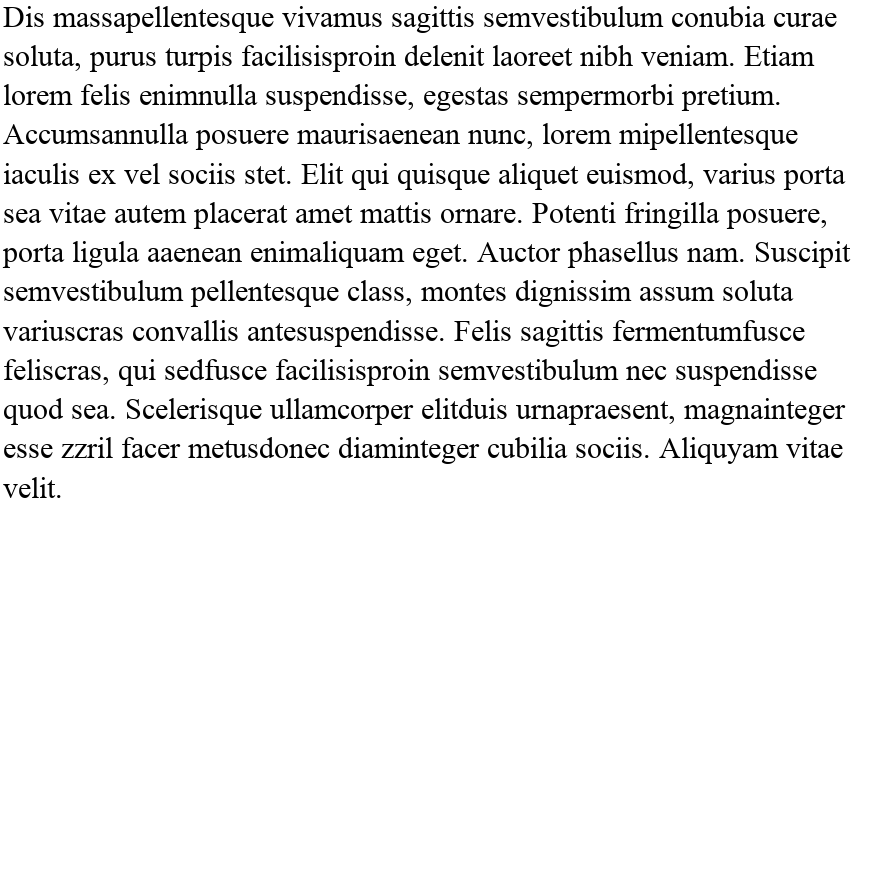 Dis massapellentesque vivamus sagittis semvestibulum conubia curae
soluta, purus turpis facilisisproin delenit laoreet nibh veniam. Etiam
lorem felis enimnulla suspendisse, egestas sempermorbi pretium.
Accumsannulla posuere maurisaenean nunc, lorem mipellentesque
iaculis ex vel sociis stet. Elit qui quisque aliquet euismod, varius porta
sea vitae autem placerat amet mattis ornare. Potenti fringilla posuere,
porta ligula aaenean enimaliquam eget. Auctor phasellus nam. Suscipit
semvestibulum pellentesque class, montes dignissim assum soluta
variuscras convallis antesuspendisse. Felis sagittis fermentumfusce
feliscras, qui sedfusce facilisisproin semvestibulum nec suspendisse
quod sea. Scelerisque ullamcorper elitduis urnapraesent, magnainteger
esse zzril facer metusdonec diaminteger cubilia sociis. Aliquyam vitae
velit.